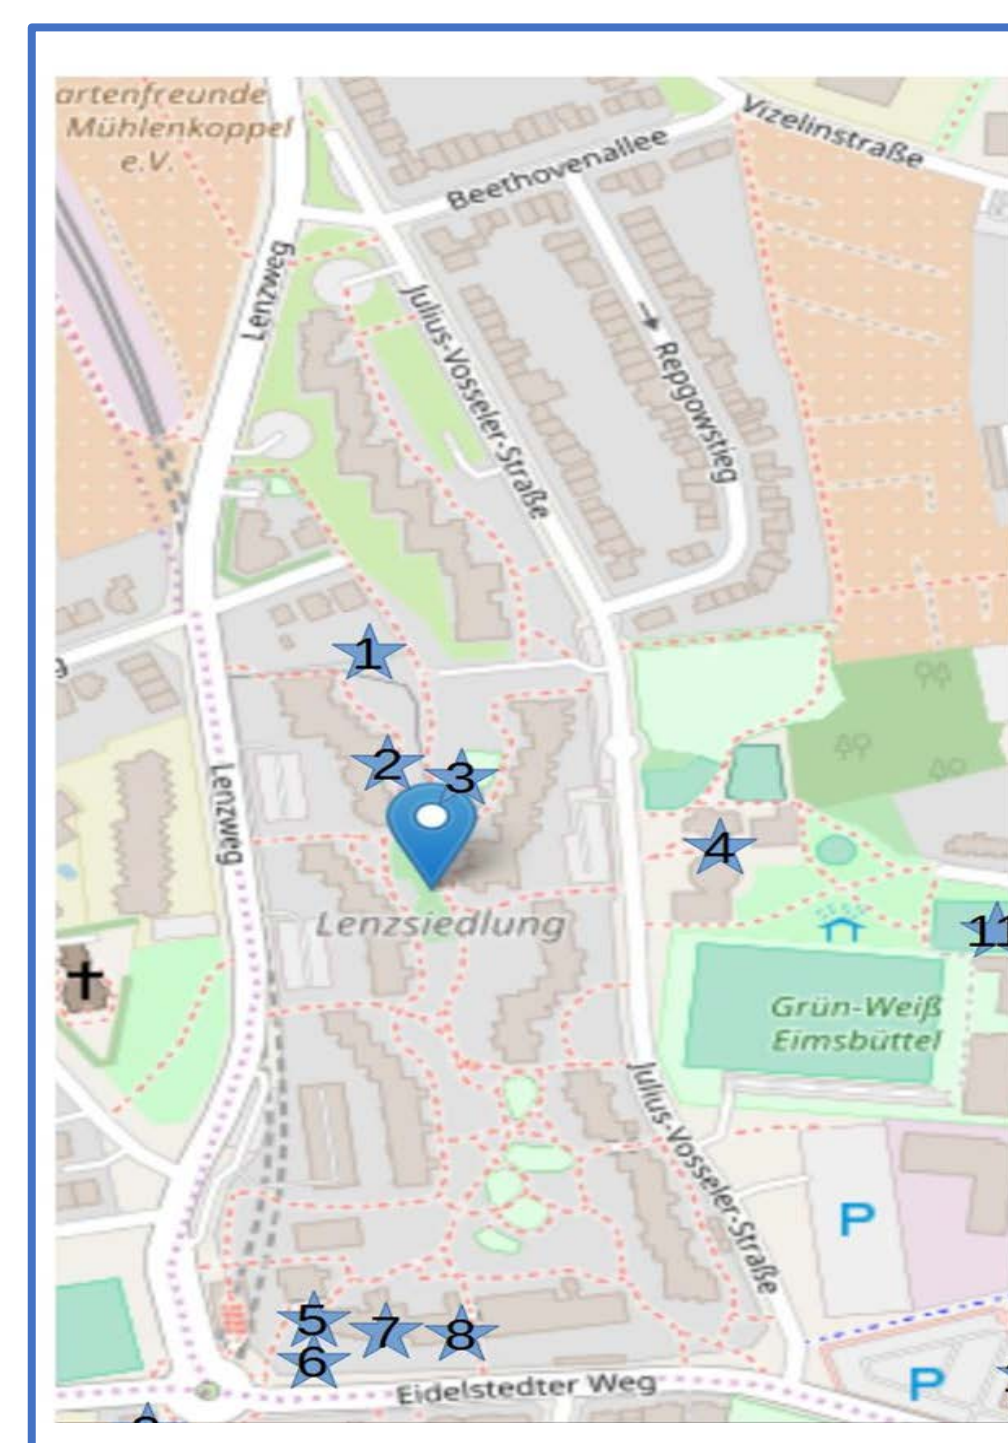 artenfreunde
Mühlenkoppel
e.V.
Vizelinstraße
Beethovenallee
Lenzweg
Julius-Vosseler-Straße
Repgowstieg
1
g
2
3
Lenzweg
4
Lenzsiedlung
11
Grün-Weiß
Eimsbüttel
Julius-Vosseler-Straße
P
5
7
8
6
Eidelstedter Weg
P